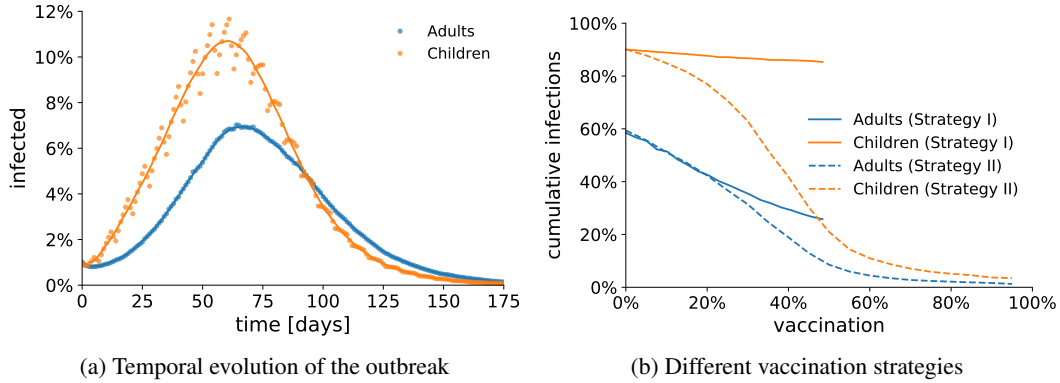 12%
10%
8%
6%
4%
2%
0%
0
25
50
75
100
125
150
175
infected
time [days]
Adults
Children
(a) Temporal evolution of the outbreak
100%
80%
60%
40%
20%
0%
0%
20%
40%
60%
80%
100%
cumulative infections
vaccination
Adults (Strategy I)
Children (Strategy I)
Adults (Strategy II)
Children (Strategy II)
(b) Different vaccination strategies